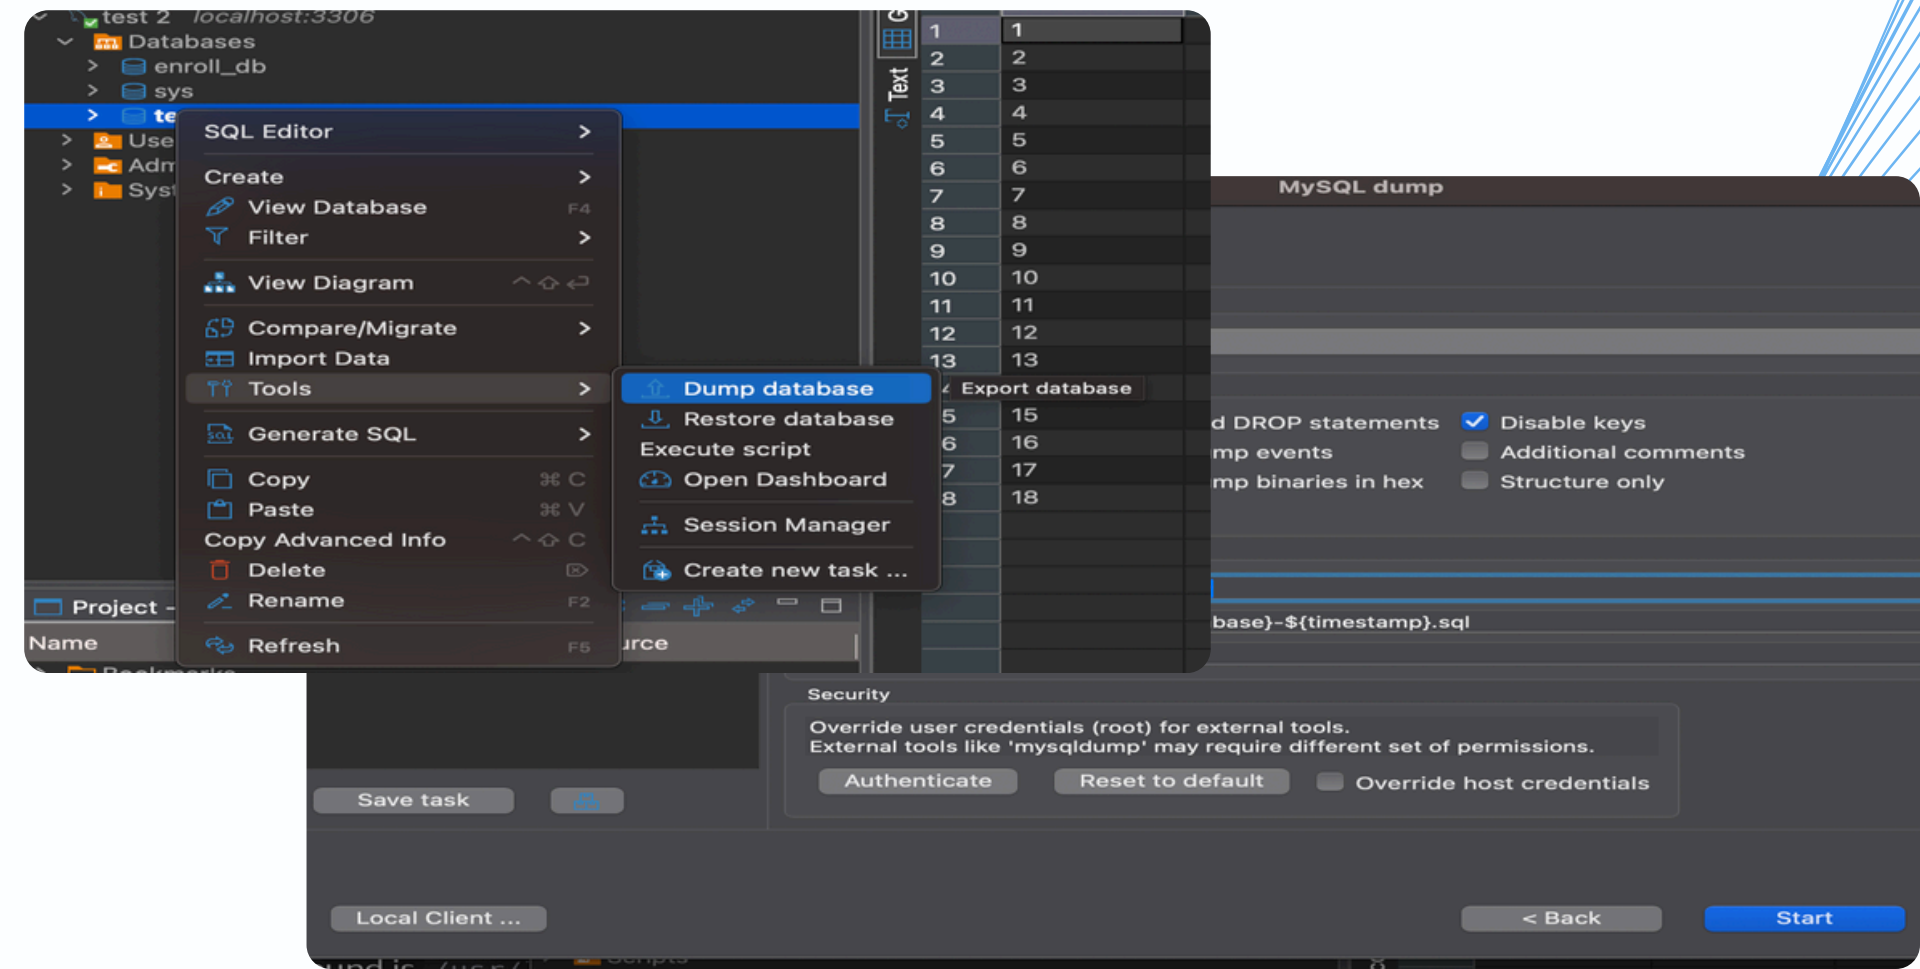 test 2 localhost:3306
Databases
enroll_db
sys
te
Use
Adm
Syst
SQL Editor
Create
View Database F4
Filter
View Diagram
Compare/Migrate
Import Data
Tools
Generate SQL
Copy ⌘ C
Paste ⌘ V
Copy Advanced Info ^ ⇧ C
Delete
Rename F2
Refresh F5
Dump database
Restore database
Execute script
Open Dashboard
Session Manager
Create new task ...
Export database
Project -
Name
urce
Bookmarks
Text
1 1
2 2
3 3
4 4
5 5
6 6
7 7
8 8
9 9
10 10
11 11
12 12
13 13
5 15
6 16
7 17
8 18
MySQL dump
d DROP statements Disable keys
mp events Additional comments
mp binaries in hex Structure only
base}-${timestamp}.sql
Security
Override user credentials (root) for external tools.
External tools like 'mysqldump' may require different set of permissions.
Authenticate Reset to default Override host credentials
Save task
Local Client ... < Back Start
Scripts